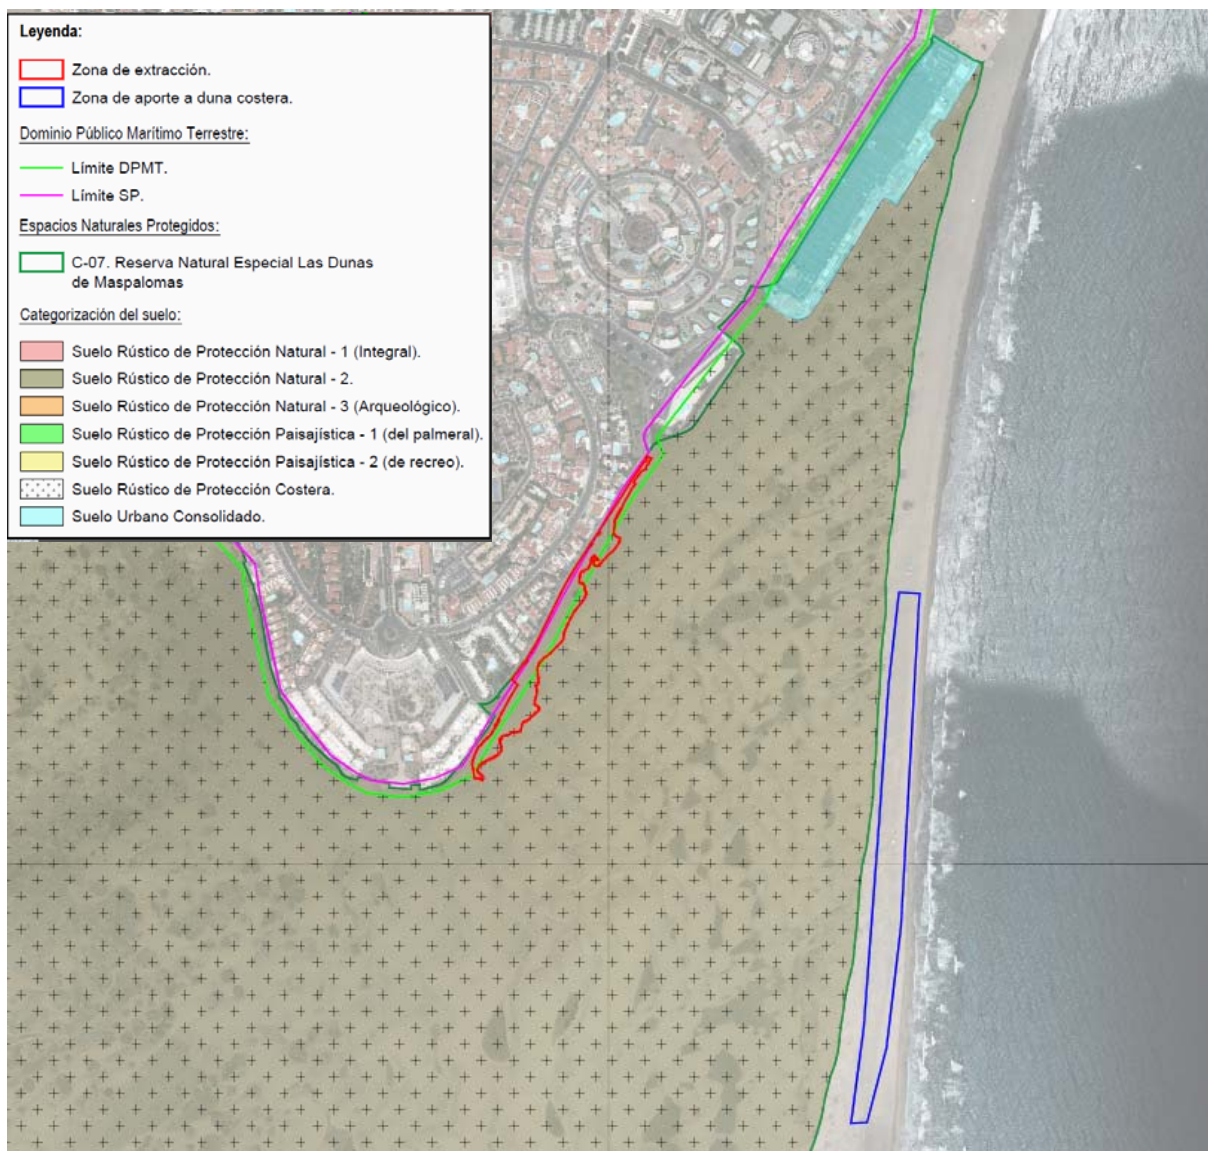 Leyenda:
Zona de extracción.
Zona de aporte a duna costera.
Dominio Público Marítimo Terrestre:
Límite DPMT.
Límite SP.
Espacios Naturales Protegidos:
C-07. Reserva Natural Especial Las Dunas
de Maspalomas
Categorización del suelo:
Suelo Rústico de Protección Natural - 1 (Integral).
Suelo Rústico de Protección Natural - 2.
Suelo Rústico de Protección Natural - 3 (Arqueológico).
Suelo Rústico de Protección Paisajística - 1 (del palmeral).
Suelo Rústico de Protección Paisajística - 2 (de recreo).
Suelo Rústico de Protección Costera.
Suelo Urbano Consolidado.